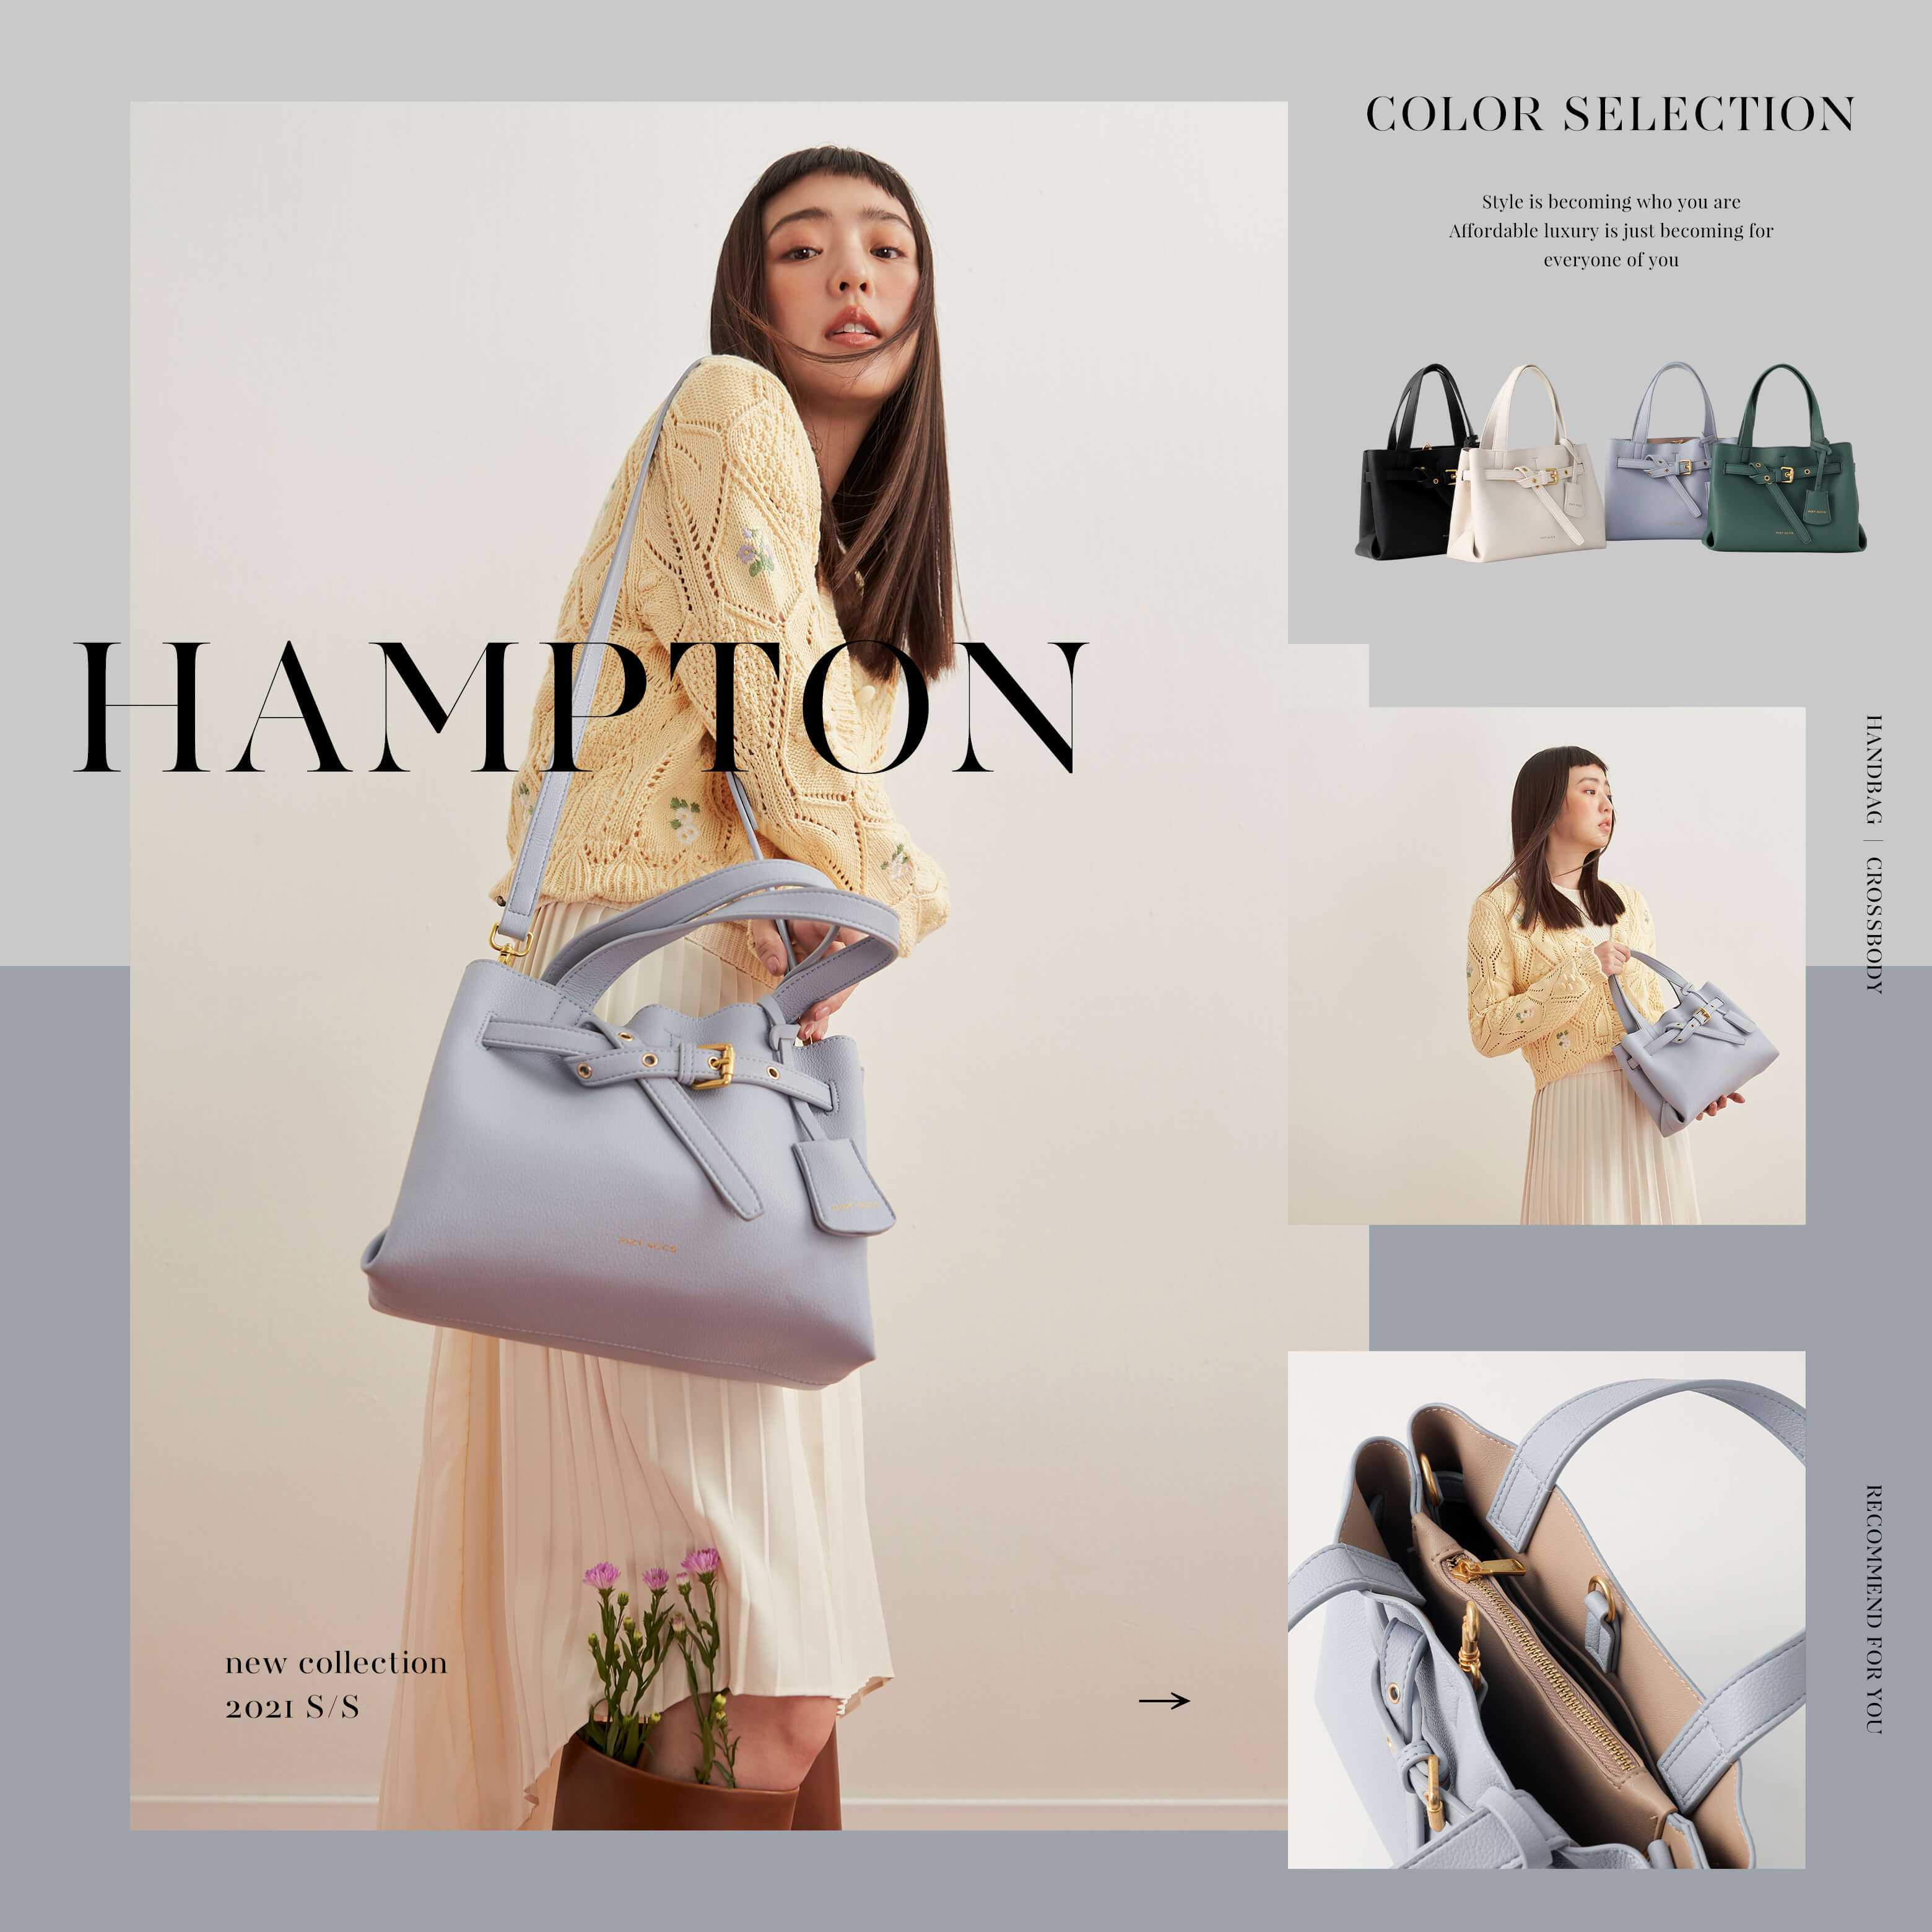 COLOR SELECTION
Style is becoming who you are
Affordable luxury is just becoming for
everyone of you
HAMPTON
HANDBAG | CROSSBODY
new collection
2021 S/S
RECOMMEND FOR YOU